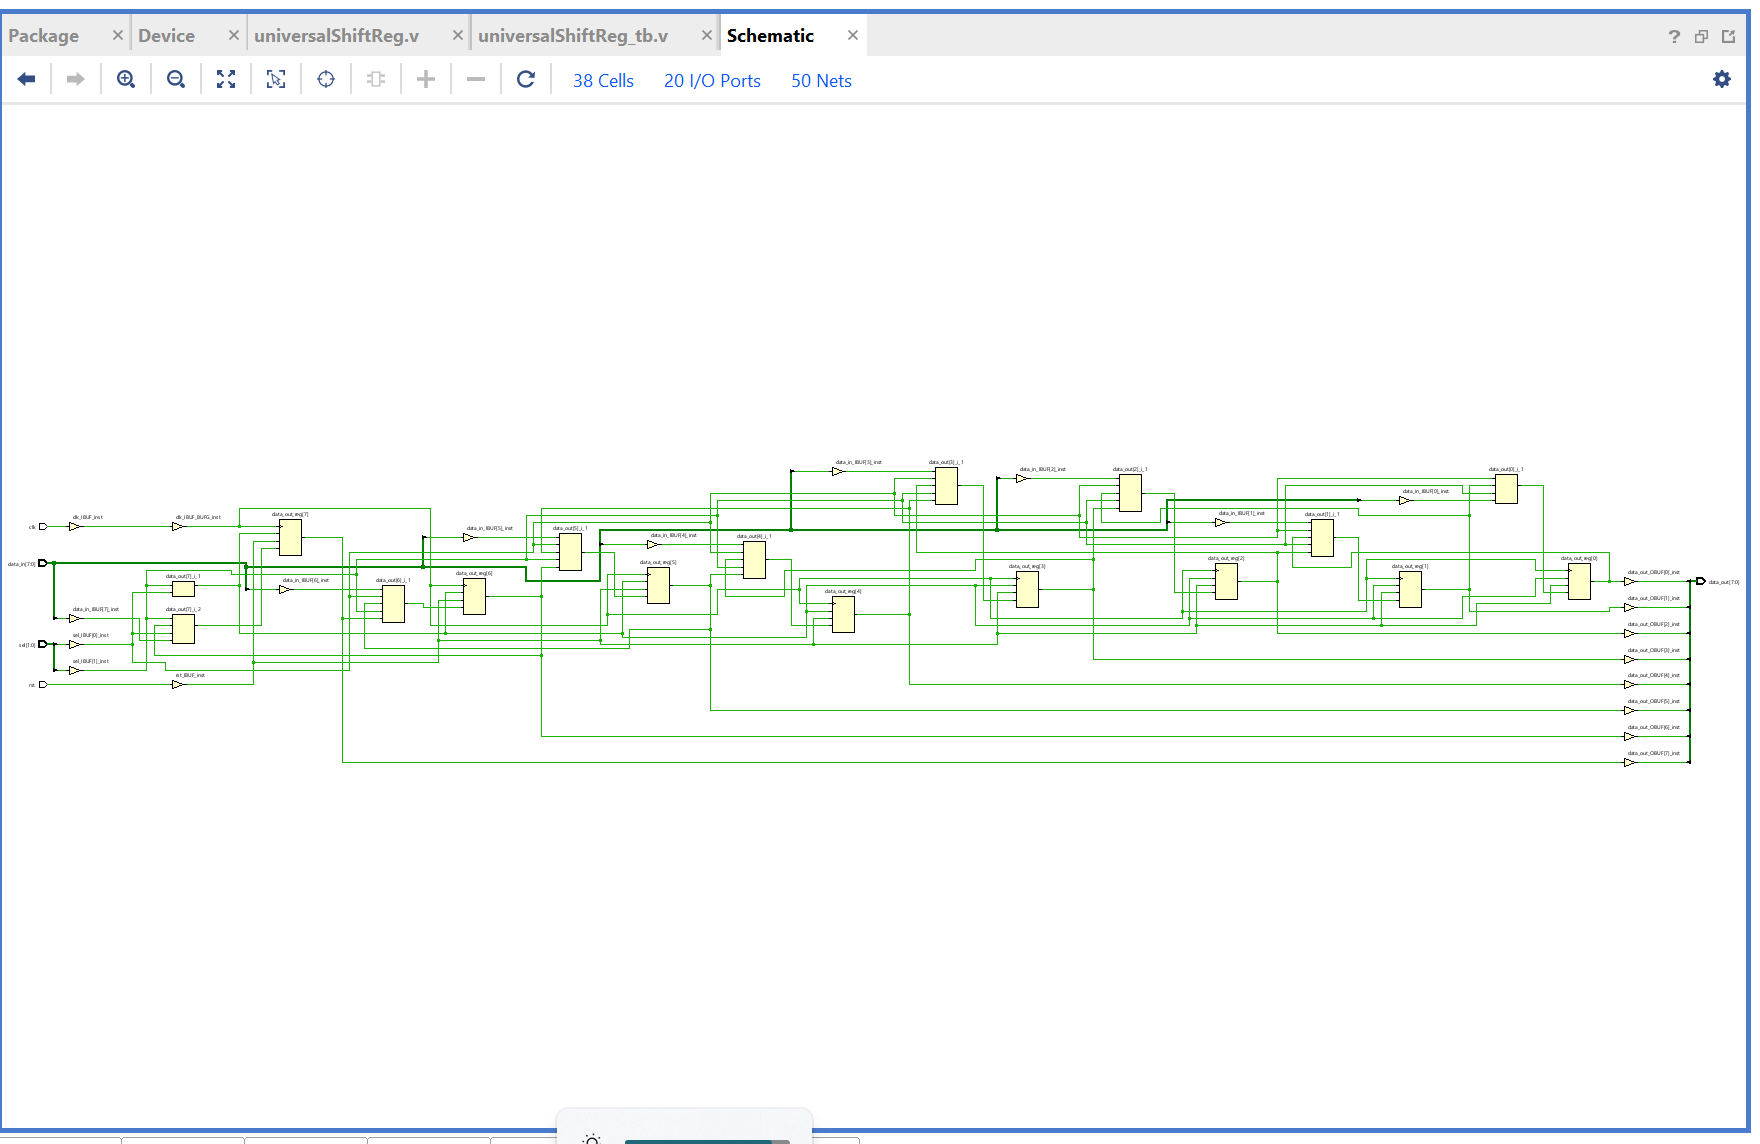 Package
Device
universalShiftReg.v
universalShiftReg_tb.v
Schematic
?
38 Cells
20 I/O Ports
50 Nets
data_in_IBUF[3]_inst
data_out[3]_i_1
data_in_IBUF[2]_inst
data_out[2]_i_1
data_out[0]_i_1
data_in_IBUF[0]_inst
clk_IBUF_inst
clk_IBUF_BUFG_inst
data_out_reg[7]
data_in_IBUF[1]_inst
data_out[1]_i_1
clk
data_in_IBUF[5]_inst
data_out[5]_i_1
data_in_IBUF[4]_inst
data_out[4]_i_1
data_in[7:0]
data_out_reg[5]
data_out_reg[3]
data_out_reg[2]
data_out_reg[1]
data_out_reg[0]
data_out[7]_i_1
data_in_IBUF[6]_inst
data_out[6]_i_1
data_out_reg[6]
data_out_OBUF[0]_inst
data_out[7:0]
data_out_reg[4]
data_out_OBUF[1]_inst
data_in_IBUF[7]_inst
data_out[7]_i_2
data_out_OBUF[2]_inst
sel_IBUF[0]_inst
sel[1:0]
data_out_OBUF[3]_inst
sel_IBUF[1]_inst
rst_IBUF_inst
rst
data_out_OBUF[4]_inst
data_out_OBUF[5]_inst
data_out_OBUF[6]_inst
data_out_OBUF[7]_inst